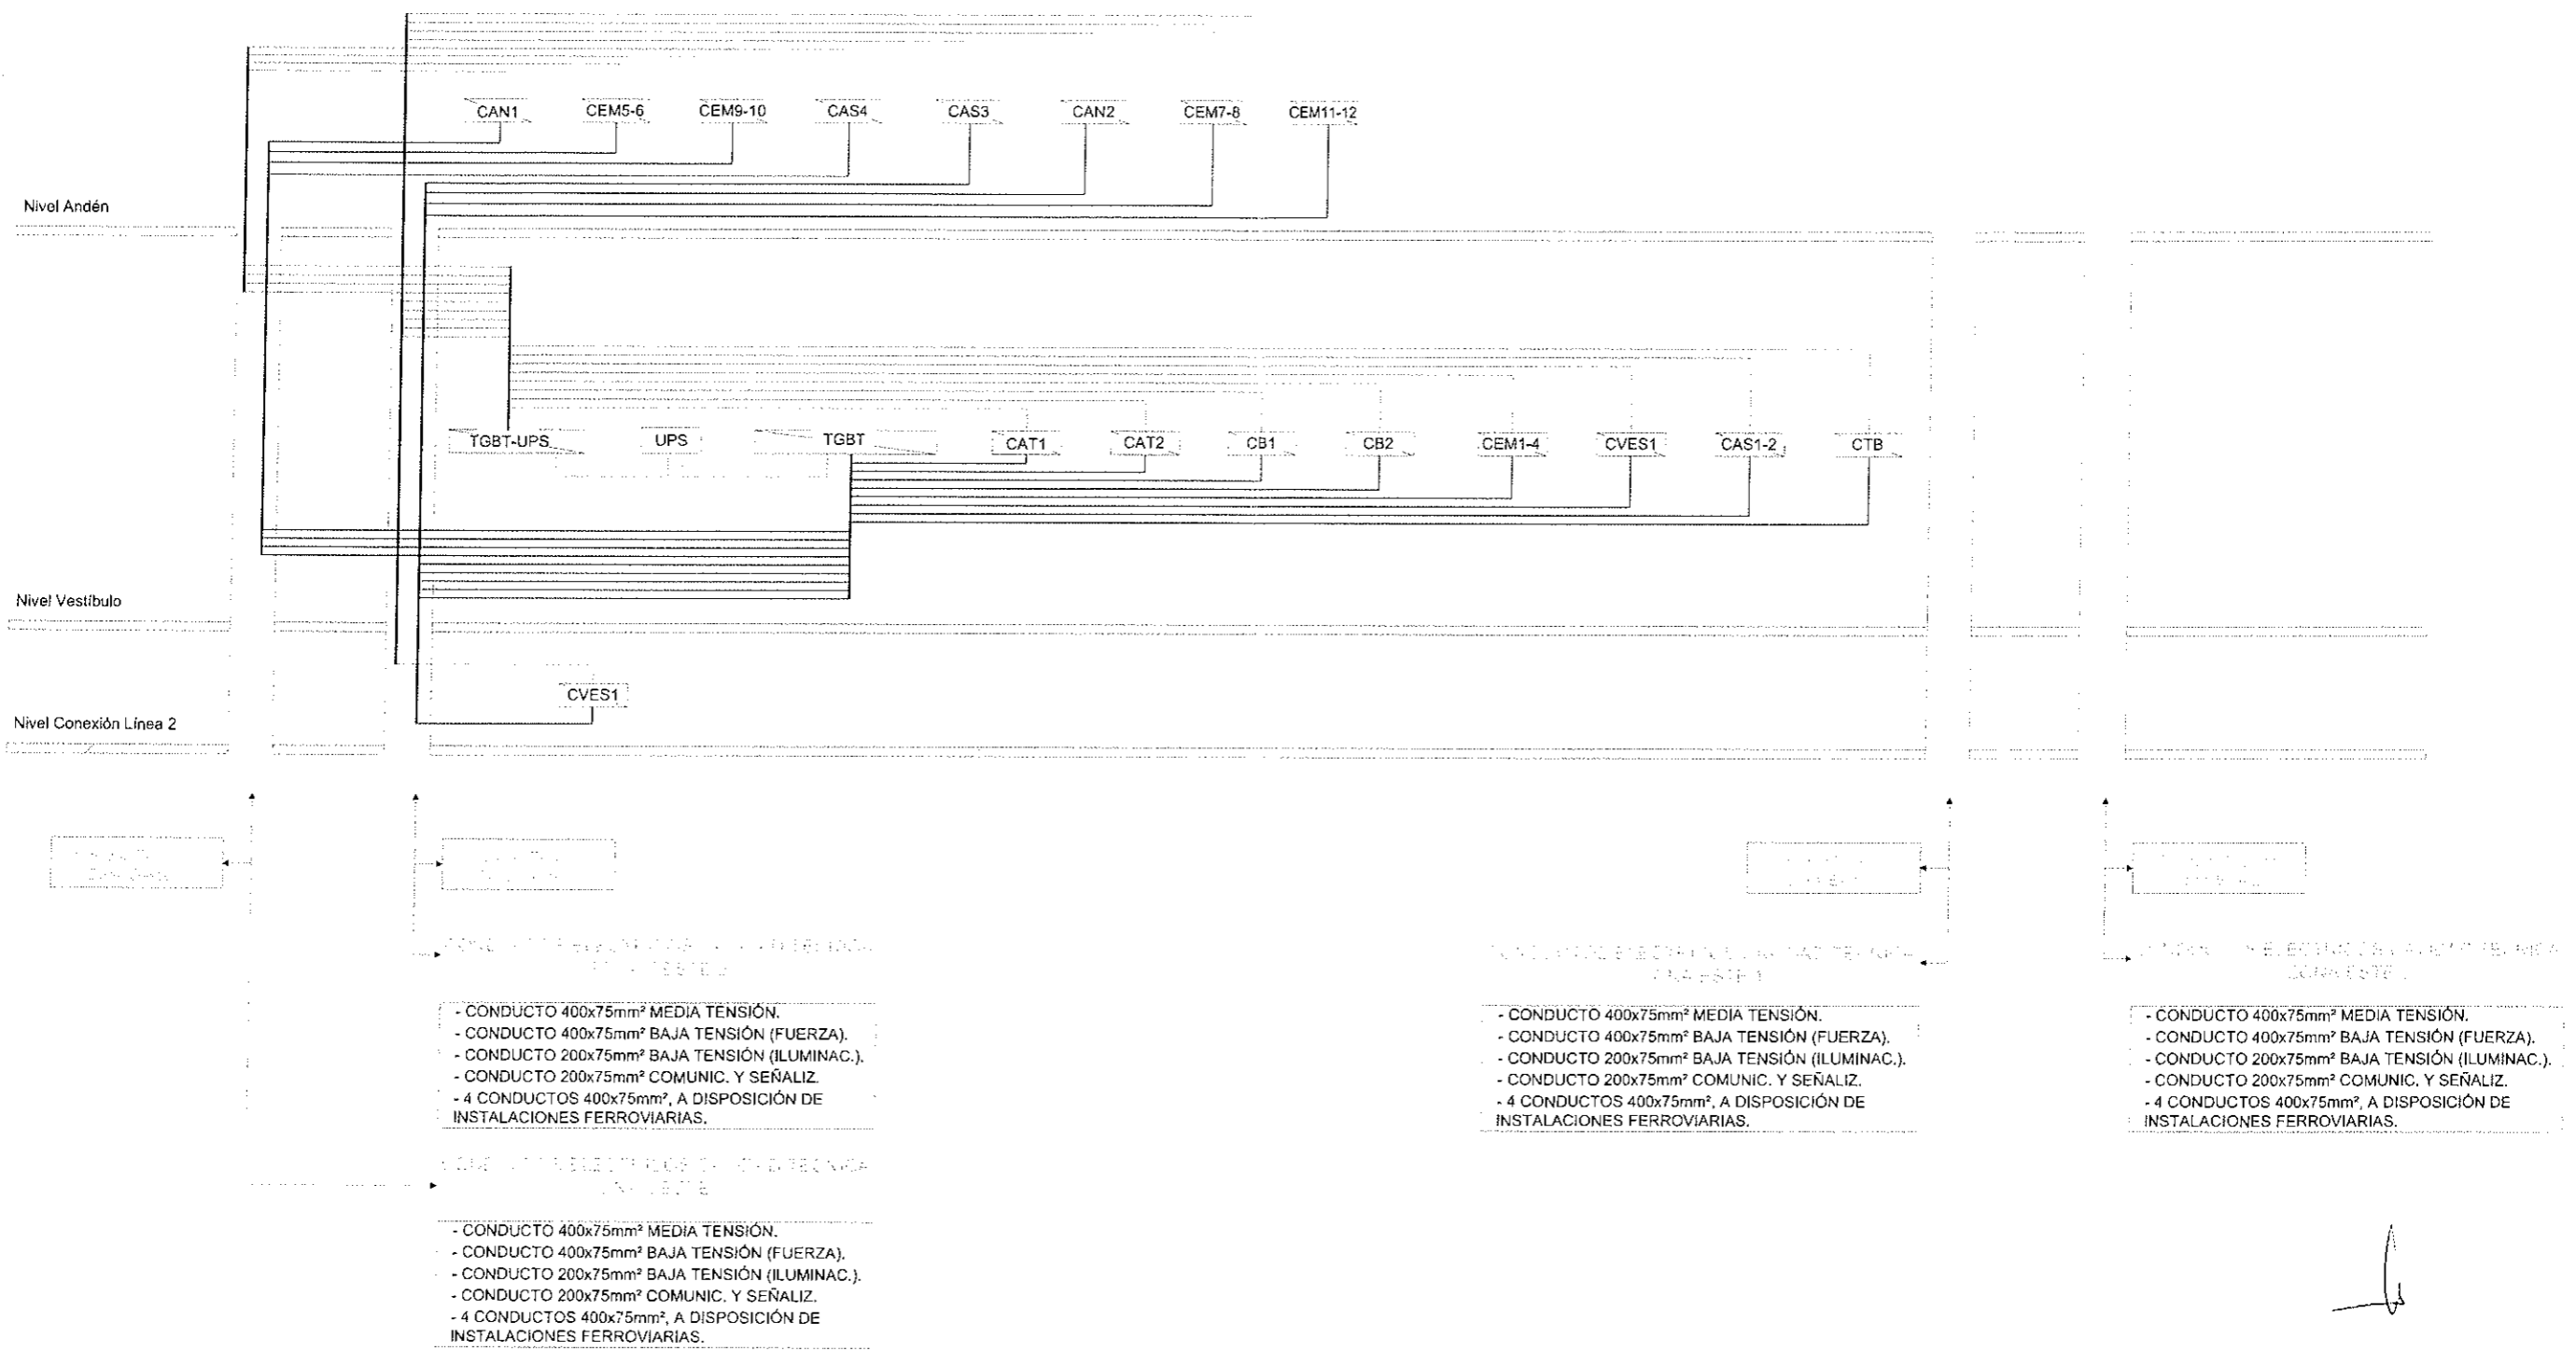 CAN1
CEM5-6
CEM9-10
CAS4
CAS3
CAN2
CEM7-8
CEM11-12
Nivel Andén
TGBT-UPS
UPS
TGBT
CAT1
CAT2
CB1
CB2
CEM1-4
CVES1
CAS1-2
CTB
Nivel Vestíbulo
CVES1
Nivel Conexión Línea 2
- CONDUCTO 400x75mm² MEDIA TENSIÓN.
- CONDUCTO 400x75mm² BAJA TENSIÓN (FUERZA).
- CONDUCTO 200x75mm² BAJA TENSIÓN (ILUMINAC.).
- CONDUCTO 200x75mm² COMUNIC. Y SEÑALIZ.
- 4 CONDUCTOS 400x75mm², A DISPOSICIÓN DE
INSTALACIONES FERROVIARIAS.
- CONDUCTO 400x75mm² MEDIA TENSIÓN.
- CONDUCTO 400x75mm² BAJA TENSIÓN (FUERZA).
- CONDUCTO 200x75mm² BAJA TENSIÓN (ILUMINAC.).
- CONDUCTO 200x75mm² COMUNIC. Y SEÑALIZ.
- 4 CONDUCTOS 400x75mm², A DISPOSICIÓN DE
INSTALACIONES FERROVIARIAS.
- CONDUCTO 400x75mm² MEDIA TENSIÓN.
- CONDUCTO 400x75mm² BAJA TENSIÓN (FUERZA).
- CONDUCTO 200x75mm² BAJA TENSIÓN (ILUMINAC.).
- CONDUCTO 200x75mm² COMUNIC. Y SEÑALIZ.
- 4 CONDUCTOS 400x75mm², A DISPOSICIÓN DE
INSTALACIONES FERROVIARIAS.
- CONDUCTO 400x75mm² MEDIA TENSIÓN.
- CONDUCTO 400x75mm² BAJA TENSIÓN (FUERZA).
- CONDUCTO 200x75mm² BAJA TENSIÓN (ILUMINAC.).
- CONDUCTO 200x75mm² COMUNIC. Y SEÑALIZ.
- 4 CONDUCTOS 400x75mm², A DISPOSICIÓN DE
INSTALACIONES FERROVIARIAS.